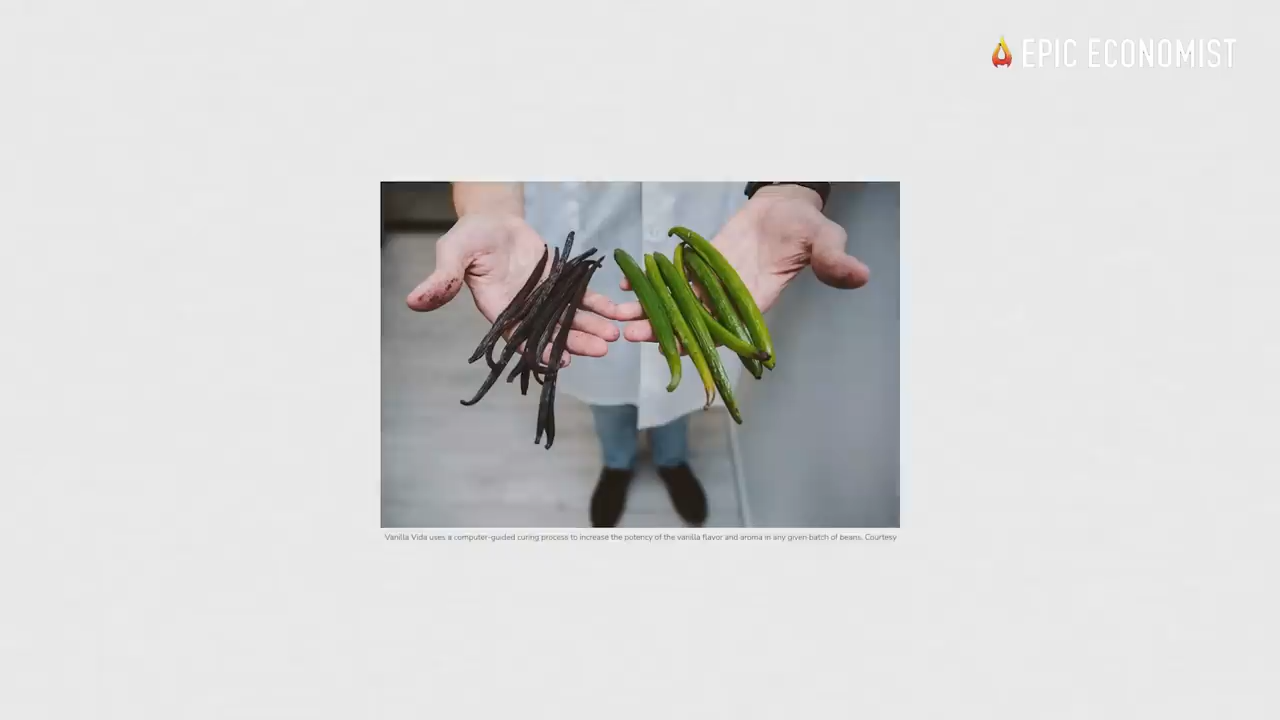 EPIC ECONOMIST
Vanilla Vida uses a computer-guided curing process to increase the potency of the vanilla flavor and aroma in any given batch of beans. Courtesy